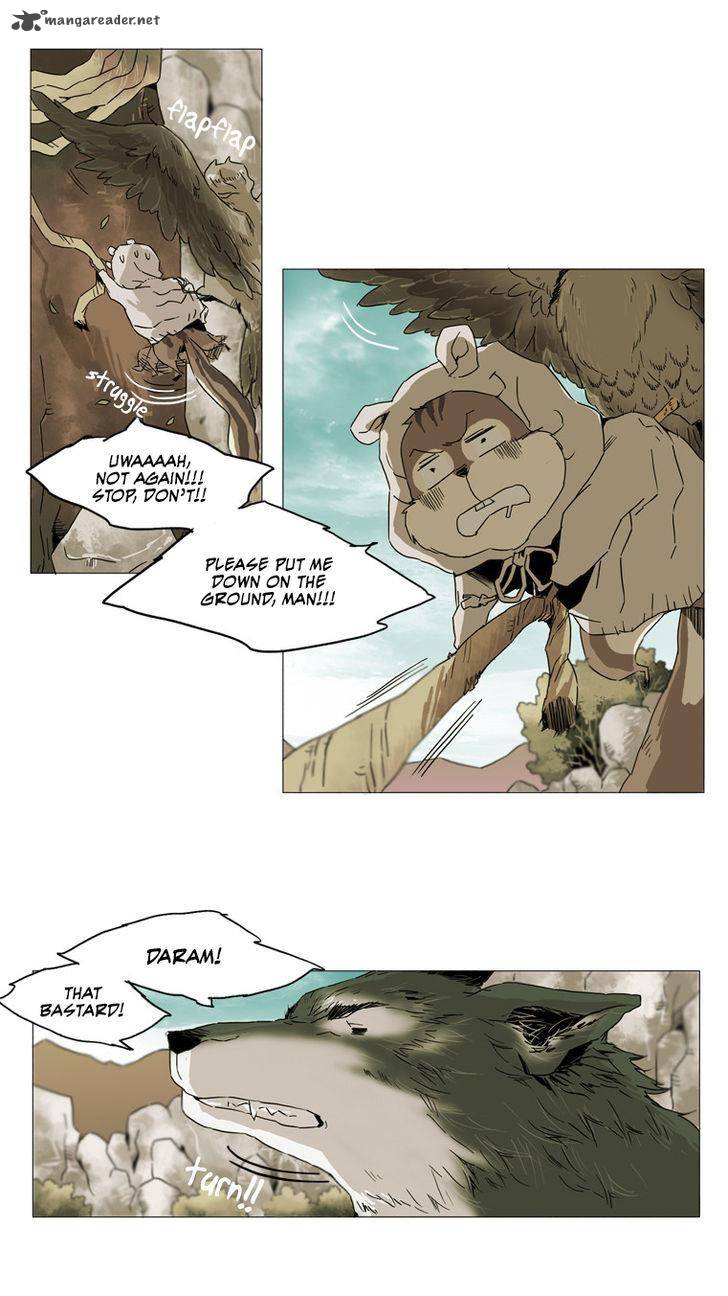 mangareader.net
flapflap
struggle
UWAAAAH,
NOT AGAIN!!!
STOP, DON'T!!
PLEASE PUT ME
DOWN ON THE
GROUND, MAN!!!
DARAM!
THAT
BASTARD!
turn!!